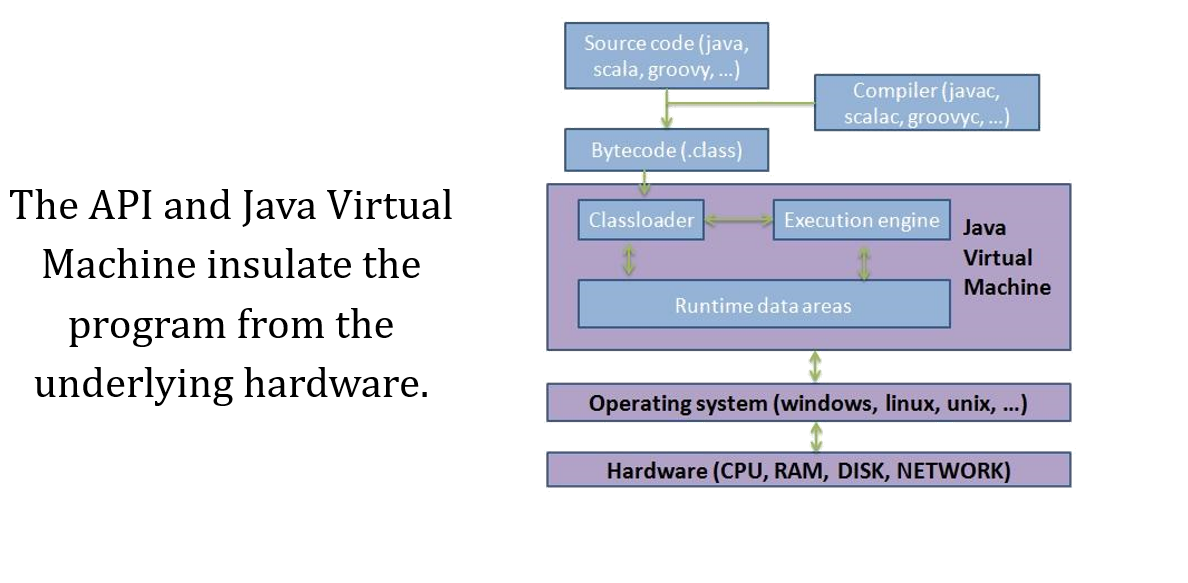 The API and Java Virtual
Machine insulate the
program from the
underlying hardware.
Source code (java,
scala, groovy, ...)
Compiler (javac,
scalac, groovyc, ...)
Bytecode (.class)
Classloader
Execution engine
Java
Virtual
Machine
Runtime data areas
Operating system (windows, linux, unix, ...)
Hardware (CPU, RAM, DISK, NETWORK)